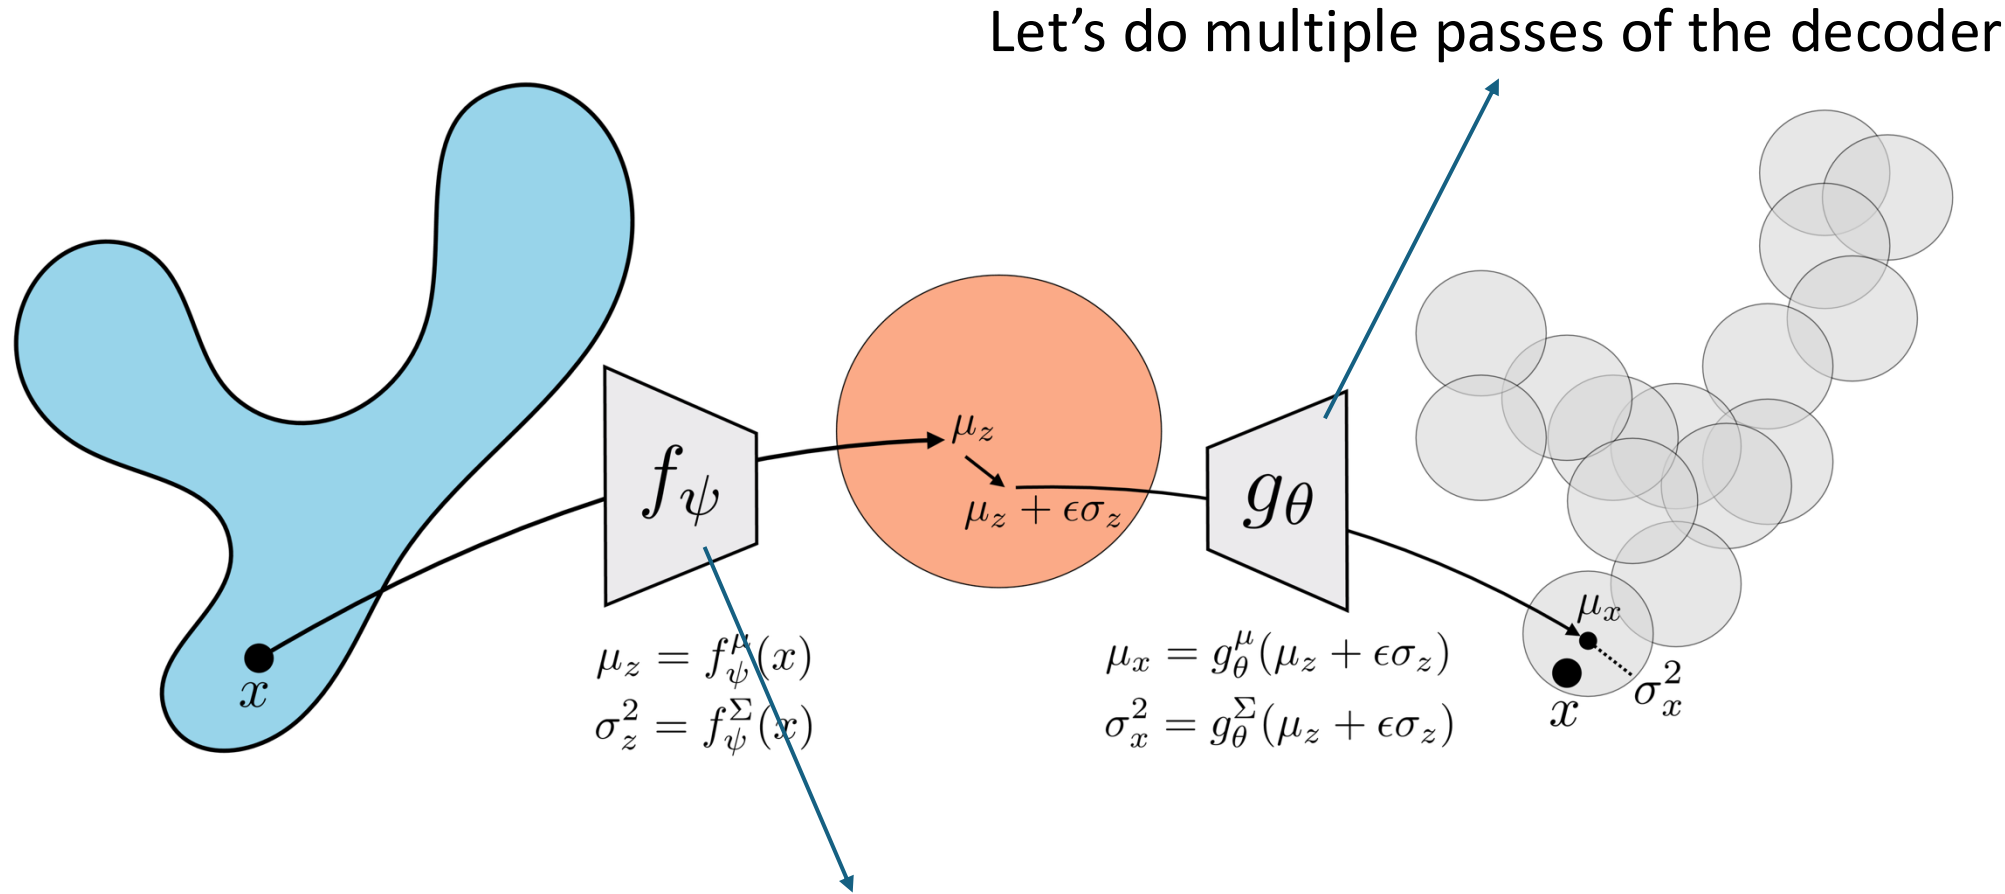 Let's do multiple passes of the decoder
μ_z
f_ψ
μ_z + εσ_z
g_θ
μ_x
x
σ_x^2
x
μ_z = f_ψ^μ(x)
σ_z^2 = f_ψ^Σ(x)
μ_x = g_θ^μ(μ_z + εσ_z)
σ_x^2 = g_θ^Σ(μ_z + εσ_z)